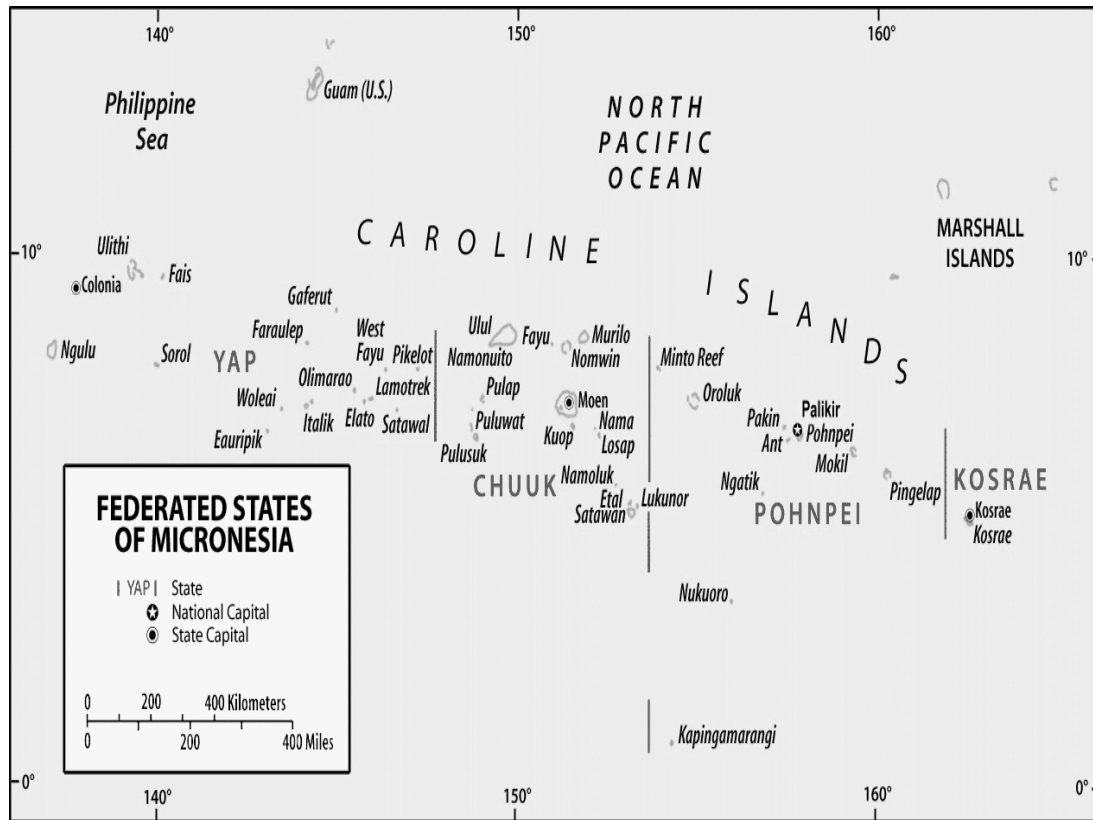 140°
150°
160°
Guam (U.S.)
Philippine
Sea
NORTH
PACIFIC
OCEAN
CAROLINE
ISLANDS
MARSHALL
ISLANDS
10°
10°
Ulithi
Colonia
Fais
Gaferut
Ngulu
Sorol
YAP
Faraulep
West
Fayu
Pikelot
Olimarao
Lamotrek
Woleai
Italik
Elato
Satawal
Eauripik
Ulul
Fayu
Murilo
Namonuito
Nomwin
Pulap
Moen
Puluwat
Nama
Kuop
Losap
Pulusuk
CHUUK
Namoluk
Etal
Lukunor
Satawan
Minto Reef
Oroluk
Pakin
Palikir
Pohnpei
Ant
Mokil
Ngatik
POHNPEI
Pingelap
KOSRAE
Kosrae
Kosrae
Nukuoro
Kapingamarangi
FEDERATED STATES
OF MICRONESIA
YAP State
National Capital
State Capital
0 200 400 Kilometers
0 200 400 Miles
0°
0°
140°
150°
160°